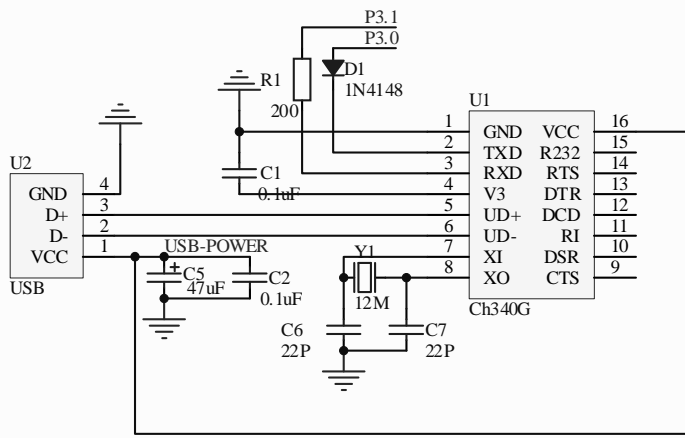 P3.1
P3.0
R1
D1
1N4148
200
U1
1 GND VCC 16
2 TXD R232 15
3 RXD RTS 14
4 V3 DTR 13
5 UD+ DCD 12
6 UD- RI 11
7 XI DSR 10
8 XO CTS 9
Ch340G
C1
0.1uF
U2
GND 4
D+ 3
D- 2
VCC 1
USB
USB-POWER
+
C5
47uF
C2
0.1uF
Y1
12M
C6
22P
C7
22P